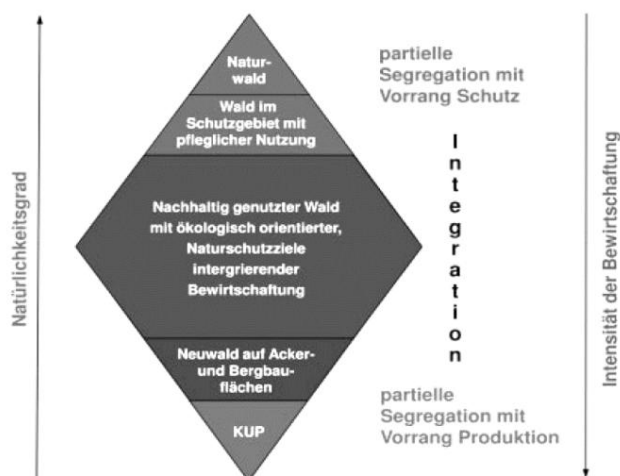 Natürlichkeitsgrad
Natur-
wald
Wald im
Schutzgebiet mit
pfleglicher Nutzung
Nachhaltig genutzter Wald
mit ökologisch orientierter,
Naturschutzziele
intergrierender
Bewirtschaftung
Neuwald auf Acker-
und Bergbau-
flächen
KUP
partielle
Segregation mit
Vorrang Schutz
Integration
partielle
Segregation mit
Vorrang Produktion
Intensität der Bewirtschaftung